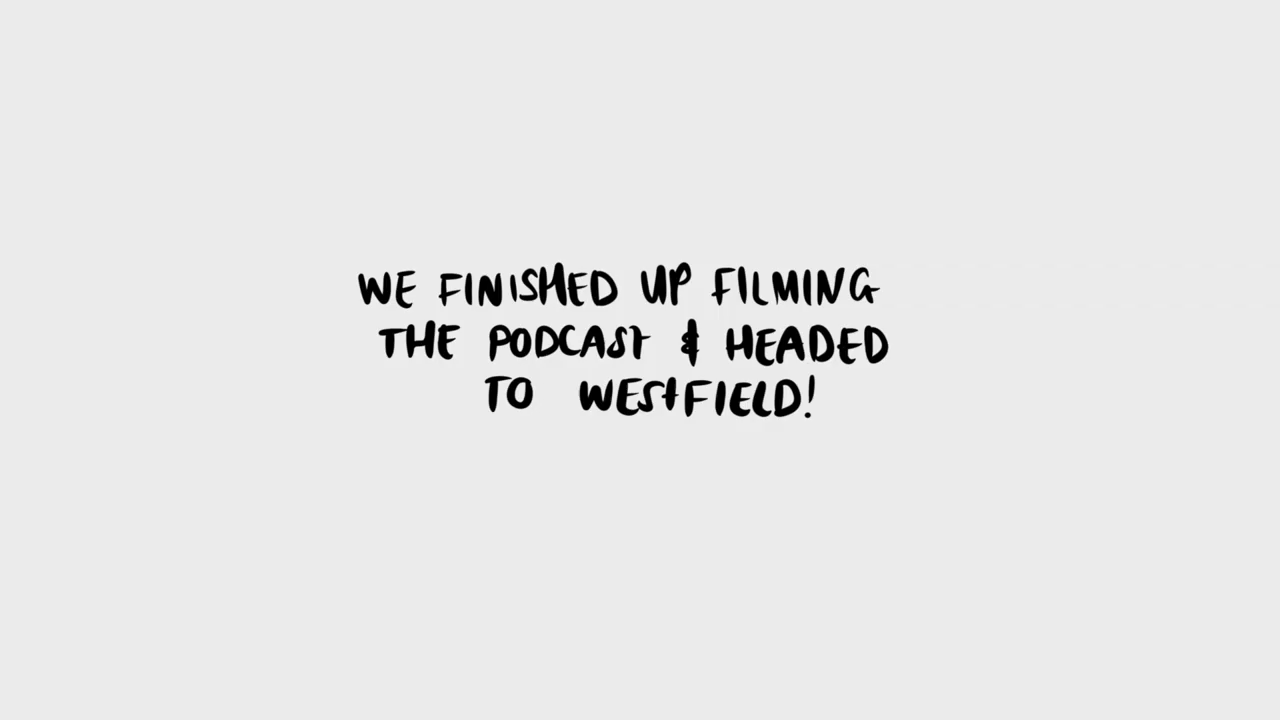 WE FINISHED UP FILMING
THE PODCAST & HEADED
TO WESTFIELD!